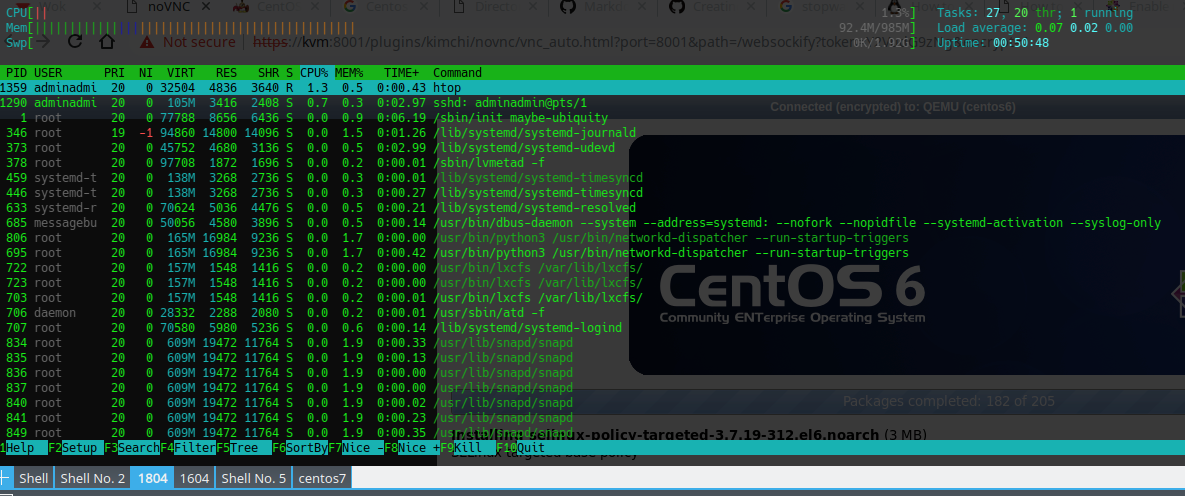 noVNC CentO Cento Direct Marko Creat stopw
CPU[|| 1.3%] Tasks: 27, 20 thr; 1 running
Mem[||||||||||||||||||||||||||||||||||||||||||||| 92.4M/985M] Load average: 0.07 0.02 0.00
Swp[ 0K/1.92G] Uptime: 00:50:48
Not secure https://kvm:8001/plugins/kimchi/novnc/vnc_auto.html?port=8001&path=/websockify?token
PID USER PRI NI VIRT RES SHR S CPU% MEM% TIME+ Command
1359 adminadmi 20 0 32504 4836 3640 R 1.3 0.5 0:00.43 htop
1290 adminadmi 20 0 105M 3416 2408 S 0.7 0.3 0:02.97 sshd: adminadmin@pts/1
Connected (encrypted) to: QEMU (centos6)
1 root 20 0 77788 8656 6436 S 0.0 0.9 0:06.19 /sbin/init maybe-ubiquity
346 root 19 -1 94860 14800 14096 S 0.0 1.5 0:01.26 /lib/systemd/systemd-journald
373 root 20 0 45752 4680 3136 S 0.0 0.5 0:02.99 /lib/systemd/systemd-udevd
378 root 20 0 97708 1872 1696 S 0.0 0.2 0:00.01 /sbin/lvmetad -f
459 systemd-t 20 0 138M 3268 2736 S 0.0 0.3 0:00.01 /lib/systemd/systemd-timesyncd
446 systemd-t 20 0 138M 3268 2736 S 0.0 0.3 0:00.27 /lib/systemd/systemd-timesyncd
633 systemd-r 20 0 70624 5036 4476 S 0.0 0.5 0:00.21 /lib/systemd/systemd-resolved
685 messagebu 20 0 50056 4580 3896 S 0.0 0.5 0:00.14 /usr/bin/dbus-daemon --system --address=systemd: --nofork --nopidfile --systemd-activation --syslog-only
806 root 20 0 165M 16984 9236 S 0.0 1.7 0:00.00 /usr/bin/python3 /usr/bin/networkd-dispatcher --run-startup-triggers
695 root 20 0 165M 16984 9236 S 0.0 1.7 0:00.42 /usr/bin/python3 /usr/bin/networkd-dispatcher --run-startup-triggers
722 root 20 0 157M 1548 1416 S 0.0 0.2 0:00.00 /usr/bin/lxcfs /var/lib/lxcfs/
723 root 20 0 157M 1548 1416 S 0.0 0.2 0:00.00 /usr/bin/lxcfs /var/lib/lxcfs/
703 root 20 0 157M 1548 1416 S 0.0 0.2 0:00.01 /usr/bin/lxcfs /var/lib/lxcfs/
CentOS 6
706 daemon 20 0 28332 2288 2080 S 0.0 0.2 0:00.01 /usr/sbin/atd -f
Community ENTerprise Operating System
707 root 20 0 70580 5980 5236 S 0.0 0.6 0:00.14 /lib/systemd/systemd-logind
834 root 20 0 609M 19472 11764 S 0.0 1.9 0:00.33 /usr/lib/snapd/snapd
835 root 20 0 609M 19472 11764 S 0.0 1.9 0:00.13 /usr/lib/snapd/snapd
836 root 20 0 609M 19472 11764 S 0.0 1.9 0:00.00 /usr/lib/snapd/snapd
837 root 20 0 609M 19472 11764 S 0.0 1.9 0:00.00 /usr/lib/snapd/snapd
840 root 20 0 609M 19472 11764 S 0.0 1.9 0:00.02 /usr/lib/snapd/snapd
Packages completed: 182 of 205
841 root 20 0 609M 19472 11764 S 0.0 1.9 0:00.23 /usr/lib/snapd/snapd
849 root 20 0 609M 19472 11764 S 0.0 1.9 0:00.35 /usr/lib/snapd/snapd
ux-policy-targeted-3.7.19-312.el6.noarch (3 MB)
1Help F2Setup F3SearchF4FilterF5Tree F6SortByF7Nice -F8Nice +F9Kill F10Quit
SELinux targeted base policy
Shell Shell No. 2 1804 1604 Shell No. 5 centos7